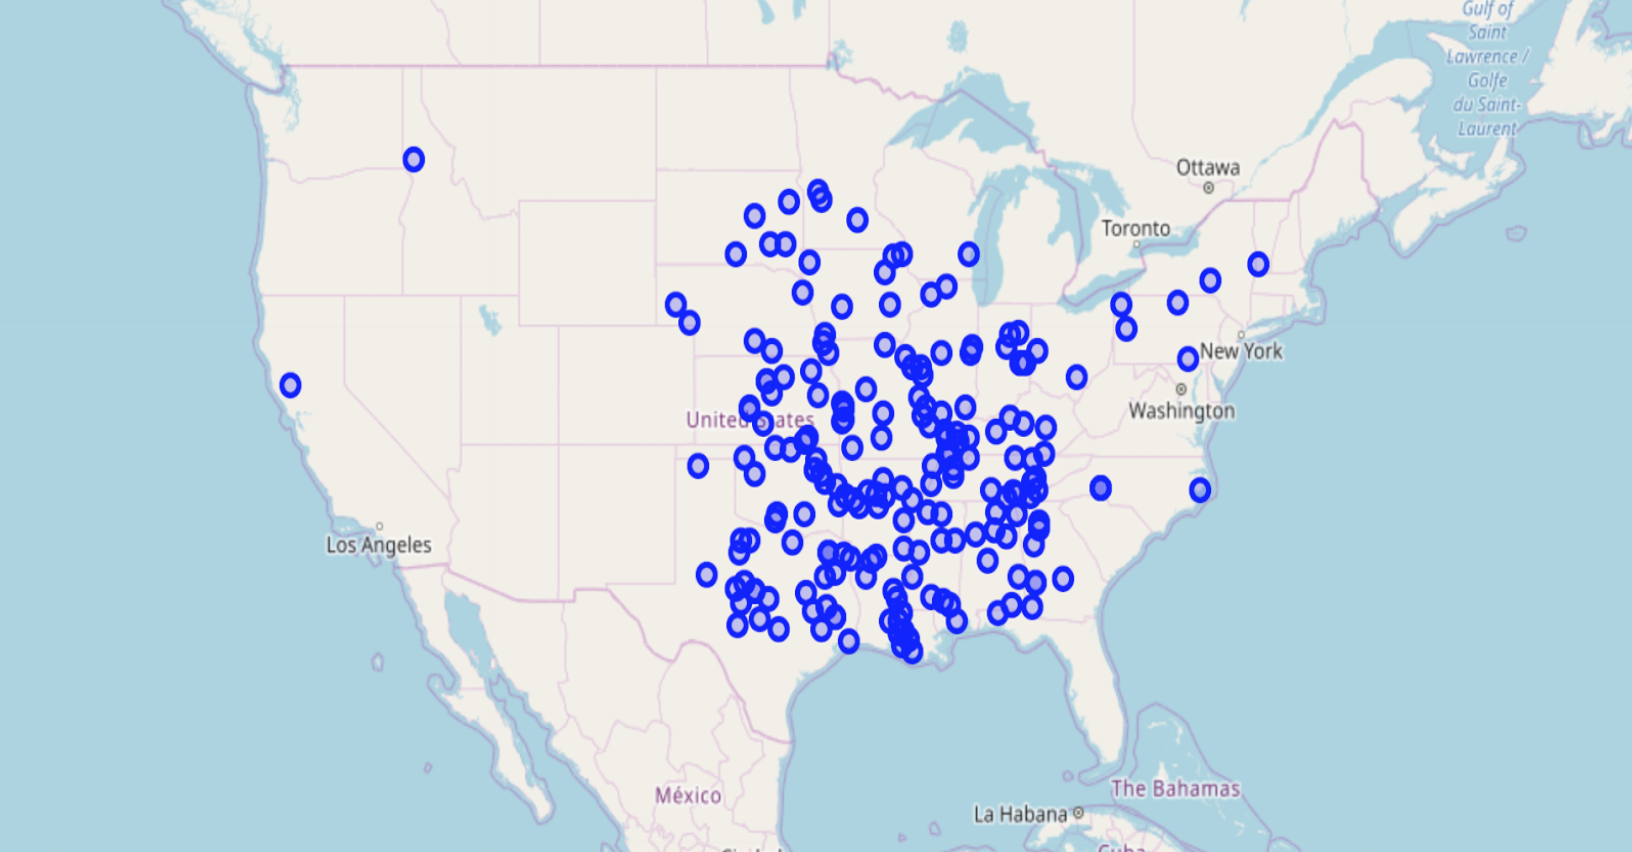 Gulf of
Saint
Lawrence /
Golfe
du Saint-
Laurent
Ottawa
Toronto
New York
Washington
United States
Los Angeles
México
The Bahamas
La Habana
Cuba